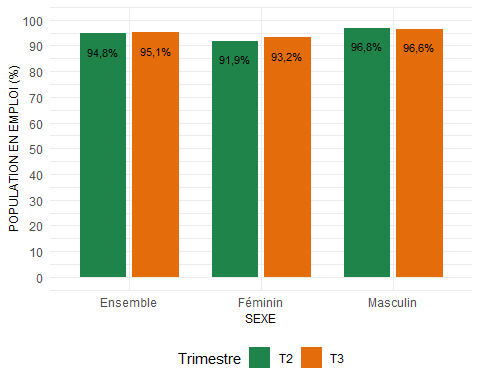 POPULATION EN EMPLOI (%)
100
90
80
70
60
50
40
30
20
10
0
94,8%
95,1%
91,9%
93,2%
96,8%
96,6%
Ensemble
Féminin
Masculin
SEXE
Trimestre
T2
T3